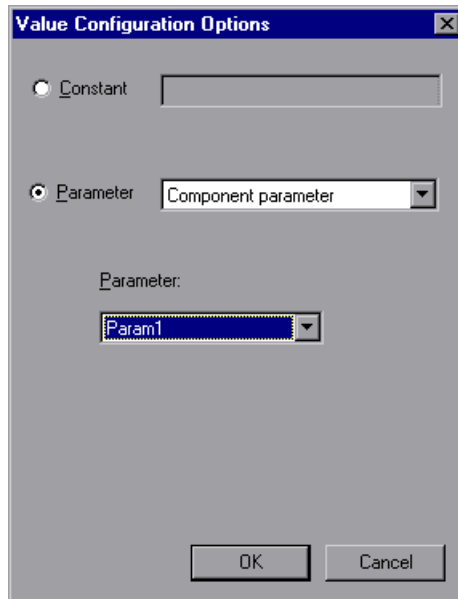 Value Configuration Options
Constant
Parameter Component parameter
Parameter:
Param1
OK Cancel